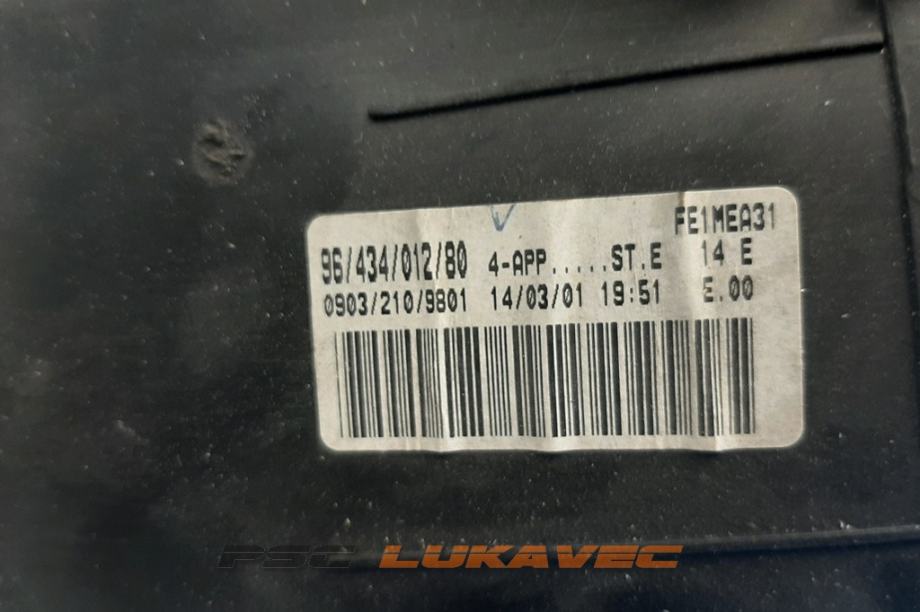 FE1MEA31
96/434/012/80 4-APP.....ST.E 14 E
0903/210/9801 14/03/01 19:51 E.00
PSC LUKAVEC